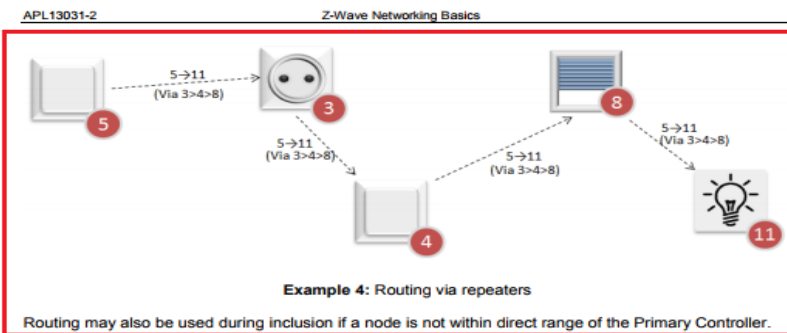 APL13031-2 Z-Wave Networking Basics
5→11
(Via 3>4>8)
5
3
5→11
(Via 3>4>8)
4
5→11
(Via 3>4>8)
8
5→11
(Via 3>4>8)
11
Example 4: Routing via repeaters
Routing may also be used during inclusion if a node is not within direct range of the Primary Controller.